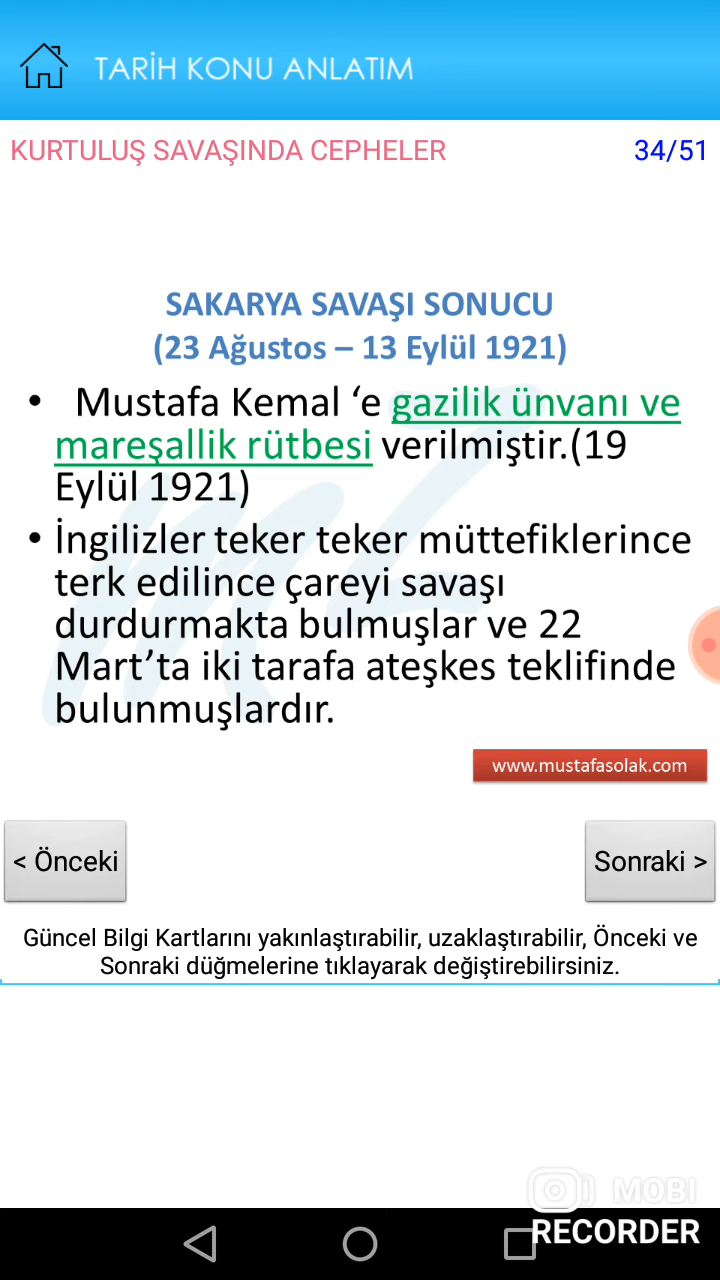 TARİH KONU ANLATIM
KURTULUŞ SAVAŞINDA CEPHELER 34/51
SAKARYA SAVAŞI SONUCU
(23 Ağustos – 13 Eylül 1921)
• Mustafa Kemal ‘e gazilik ünvanı ve
mareşallik rütbesi verilmiştir.(19
Eylül 1921)
• İngilizler teker teker müttefiklerince
terk edilince çareyi savaşı
durdurmakta bulmuşlar ve 22
Mart’ta iki tarafa ateşkes teklifinde
bulunmuşlardır.
www.mustafasolak.com
< Önceki Sonraki >
Güncel Bilgi Kartlarını yakınlaştırabilir, uzaklaştırabilir, Önceki ve
Sonraki düğmelerine tıklayarak değiştirebilirsiniz.
MOBI
RECORDER